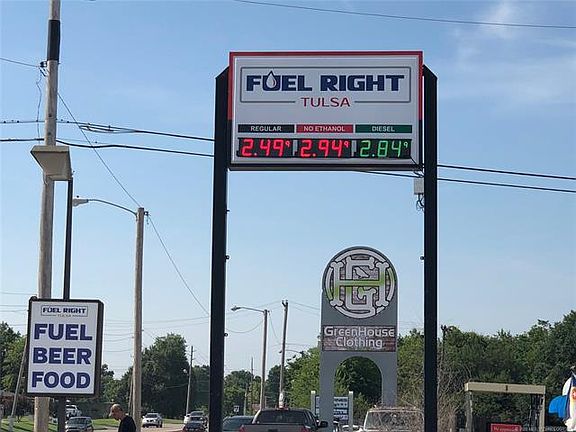 FUEL RIGHT
TULSA
REGULAR NO ETHANOL DIESEL
2.49⁹ 2.94⁹ 2.84⁹
GreenHouse
Clothing
FUEL RIGHT
TULSA
FUEL
BEER
FOOD